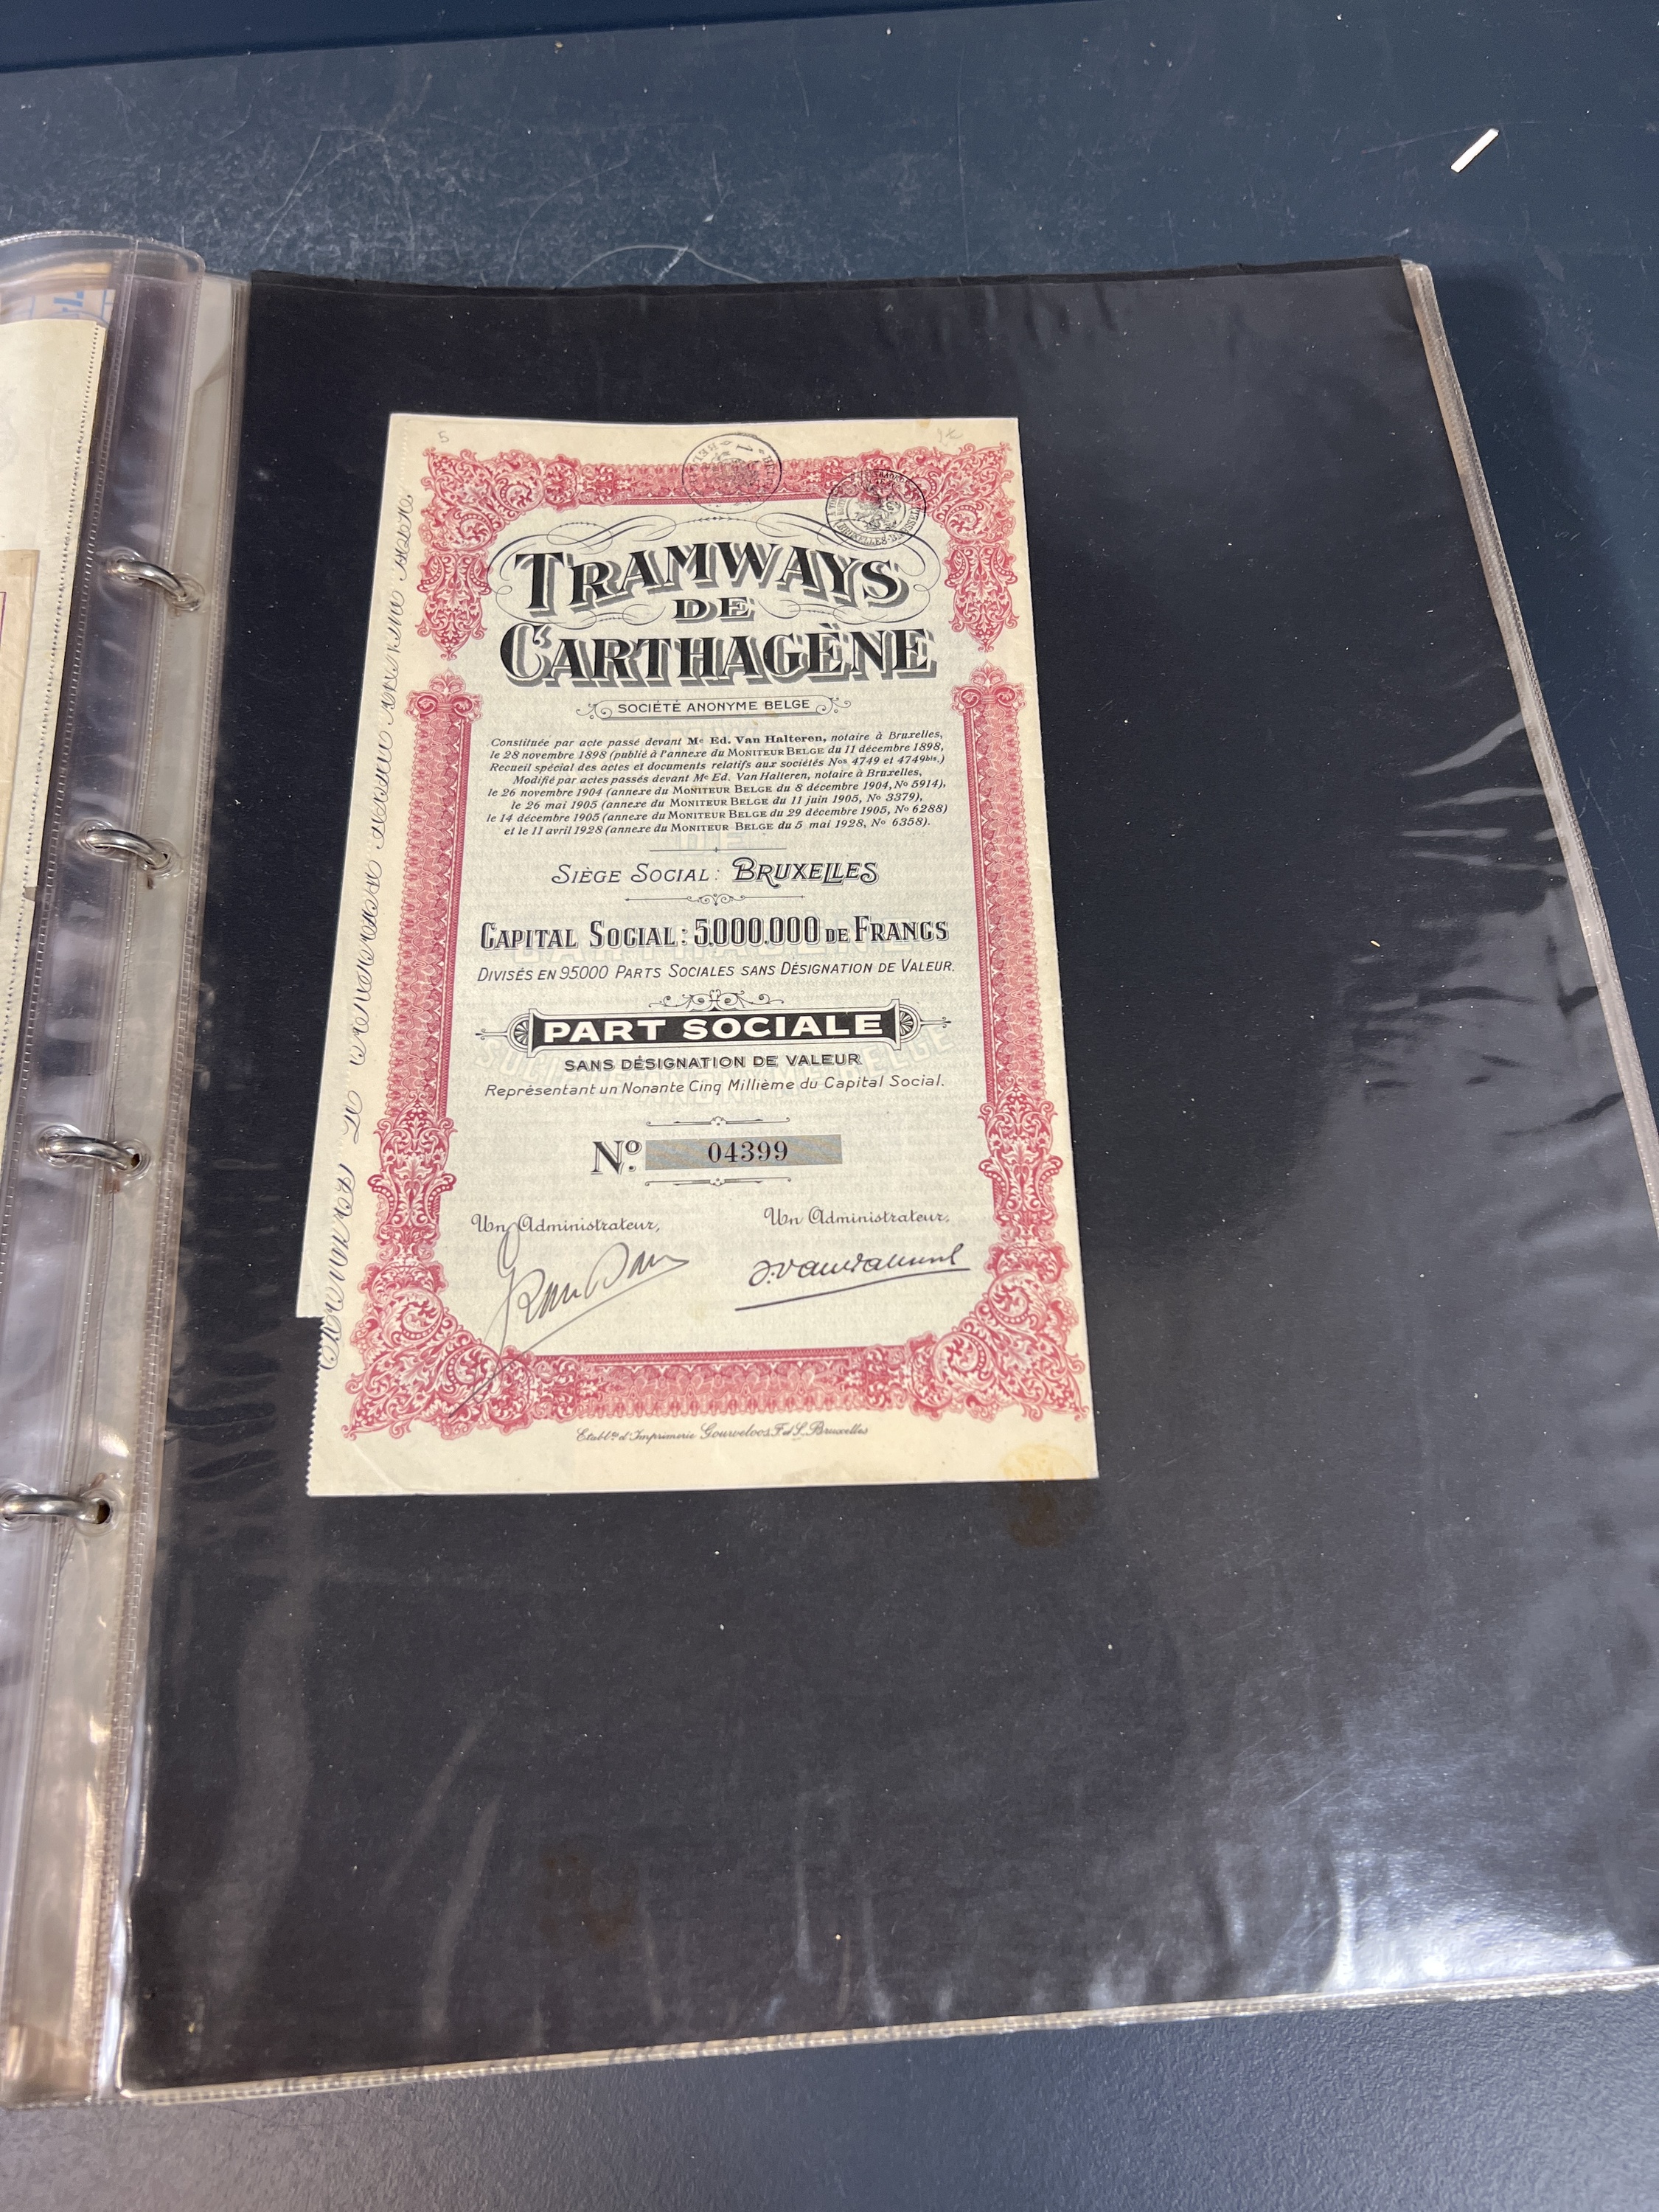 5
TRAMWAYS
DE
CARTHAGÈNE
SOCIÉTÉ ANONYME BELGE
Constituée par acte passé devant Me Ed. Van Halteren, notaire à Bruxelles,
le 28 novembre 1898 (publié à l'annexe du MONITEUR BELGE du 11 décembre 1898,
Recueil spécial des actes et documents relatifs aux sociétés Nos 4749 et 4749bis.)
Modifié par actes passés devant Me Ed. Van Halteren, notaire à Bruxelles,
le 26 novembre 1904 (annexe du MONITEUR BELGE du 8 décembre 1904, No 5914),
le 26 mai 1905 (annexe du MONITEUR BELGE du 11 juin 1905, No 3379),
le 14 décembre 1905 (annexe du MONITEUR BELGE du 29 décembre 1905, No 6288)
et le 11 avril 1928 (annexe du MONITEUR BELGE du 5 mai 1928, No 6358).
SIÈGE SOCIAL: BRUXELLES
CAPITAL SOCIAL: 5.000.000 DE FRANCS
DIVISÉS EN 95000 PARTS SOCIALES SANS DÉSIGNATION DE VALEUR.
PART SOCIALE
SANS DÉSIGNATION DE VALEUR
Représentant un Nonante Cinq Millième du Capital Social.
No. 04399
Un Administrateur, Un Administrateur,
Etablts d'Imprimerie Gourveloos, F. et L. Bruxelles